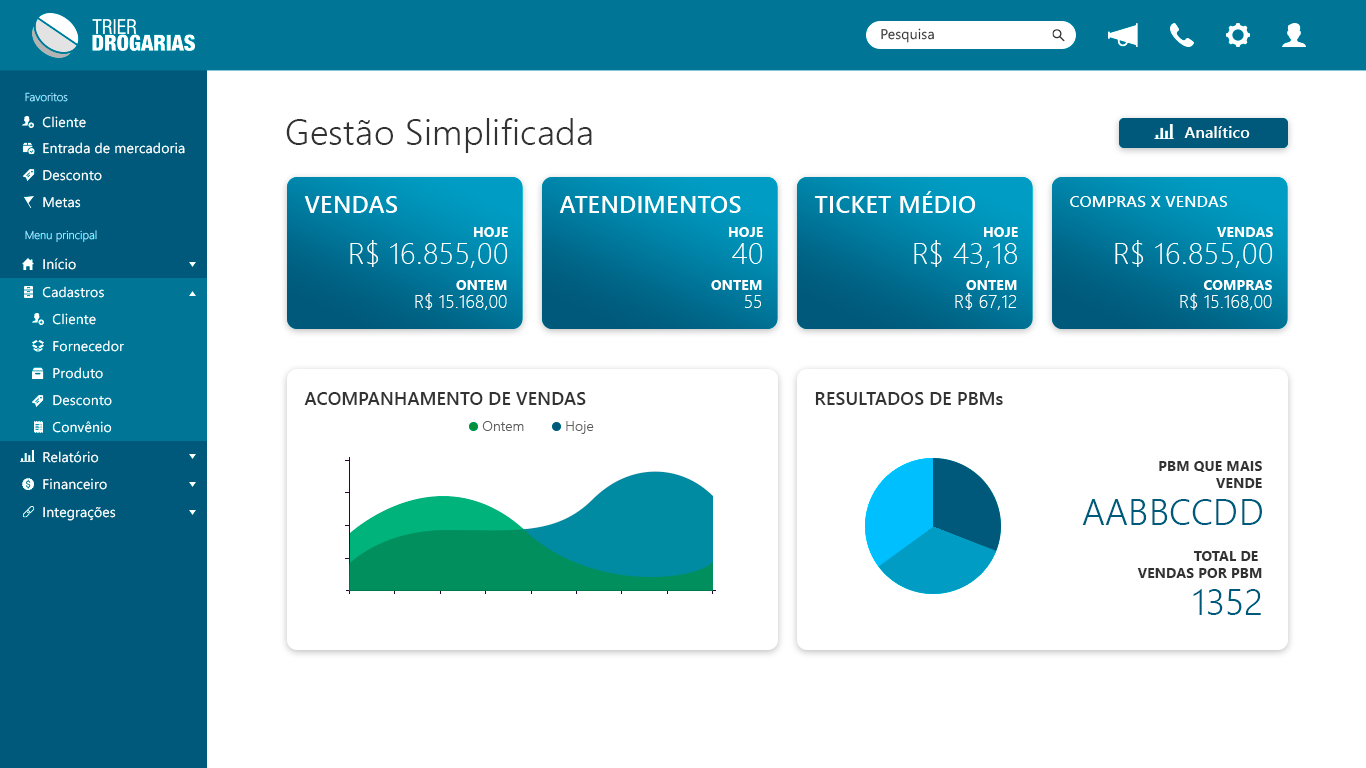 TRIER
DROGARIAS
Pesquisa
Favoritos
Cliente
Entrada de mercadoria
Desconto
Metas
Menu principal
Início
Cadastros
Cliente
Fornecedor
Produto
Desconto
Convênio
Relatório
Financeiro
Integrações
Gestão Simplificada
Analítico
VENDAS
HOJE
R$ 16.855,00
ONTEM
R$ 15.168,00
ATENDIMENTOS
HOJE
40
ONTEM
55
TICKET MÉDIO
HOJE
R$ 43,18
ONTEM
R$ 67,12
COMPRAS X VENDAS
VENDAS
R$ 16.855,00
COMPRAS
R$ 15.168,00
ACOMPANHAMENTO DE VENDAS
Ontem Hoje
RESULTADOS DE PBMs
PBM QUE MAIS
VENDE
AABBCCDD
TOTAL DE
VENDAS POR PBM
1352